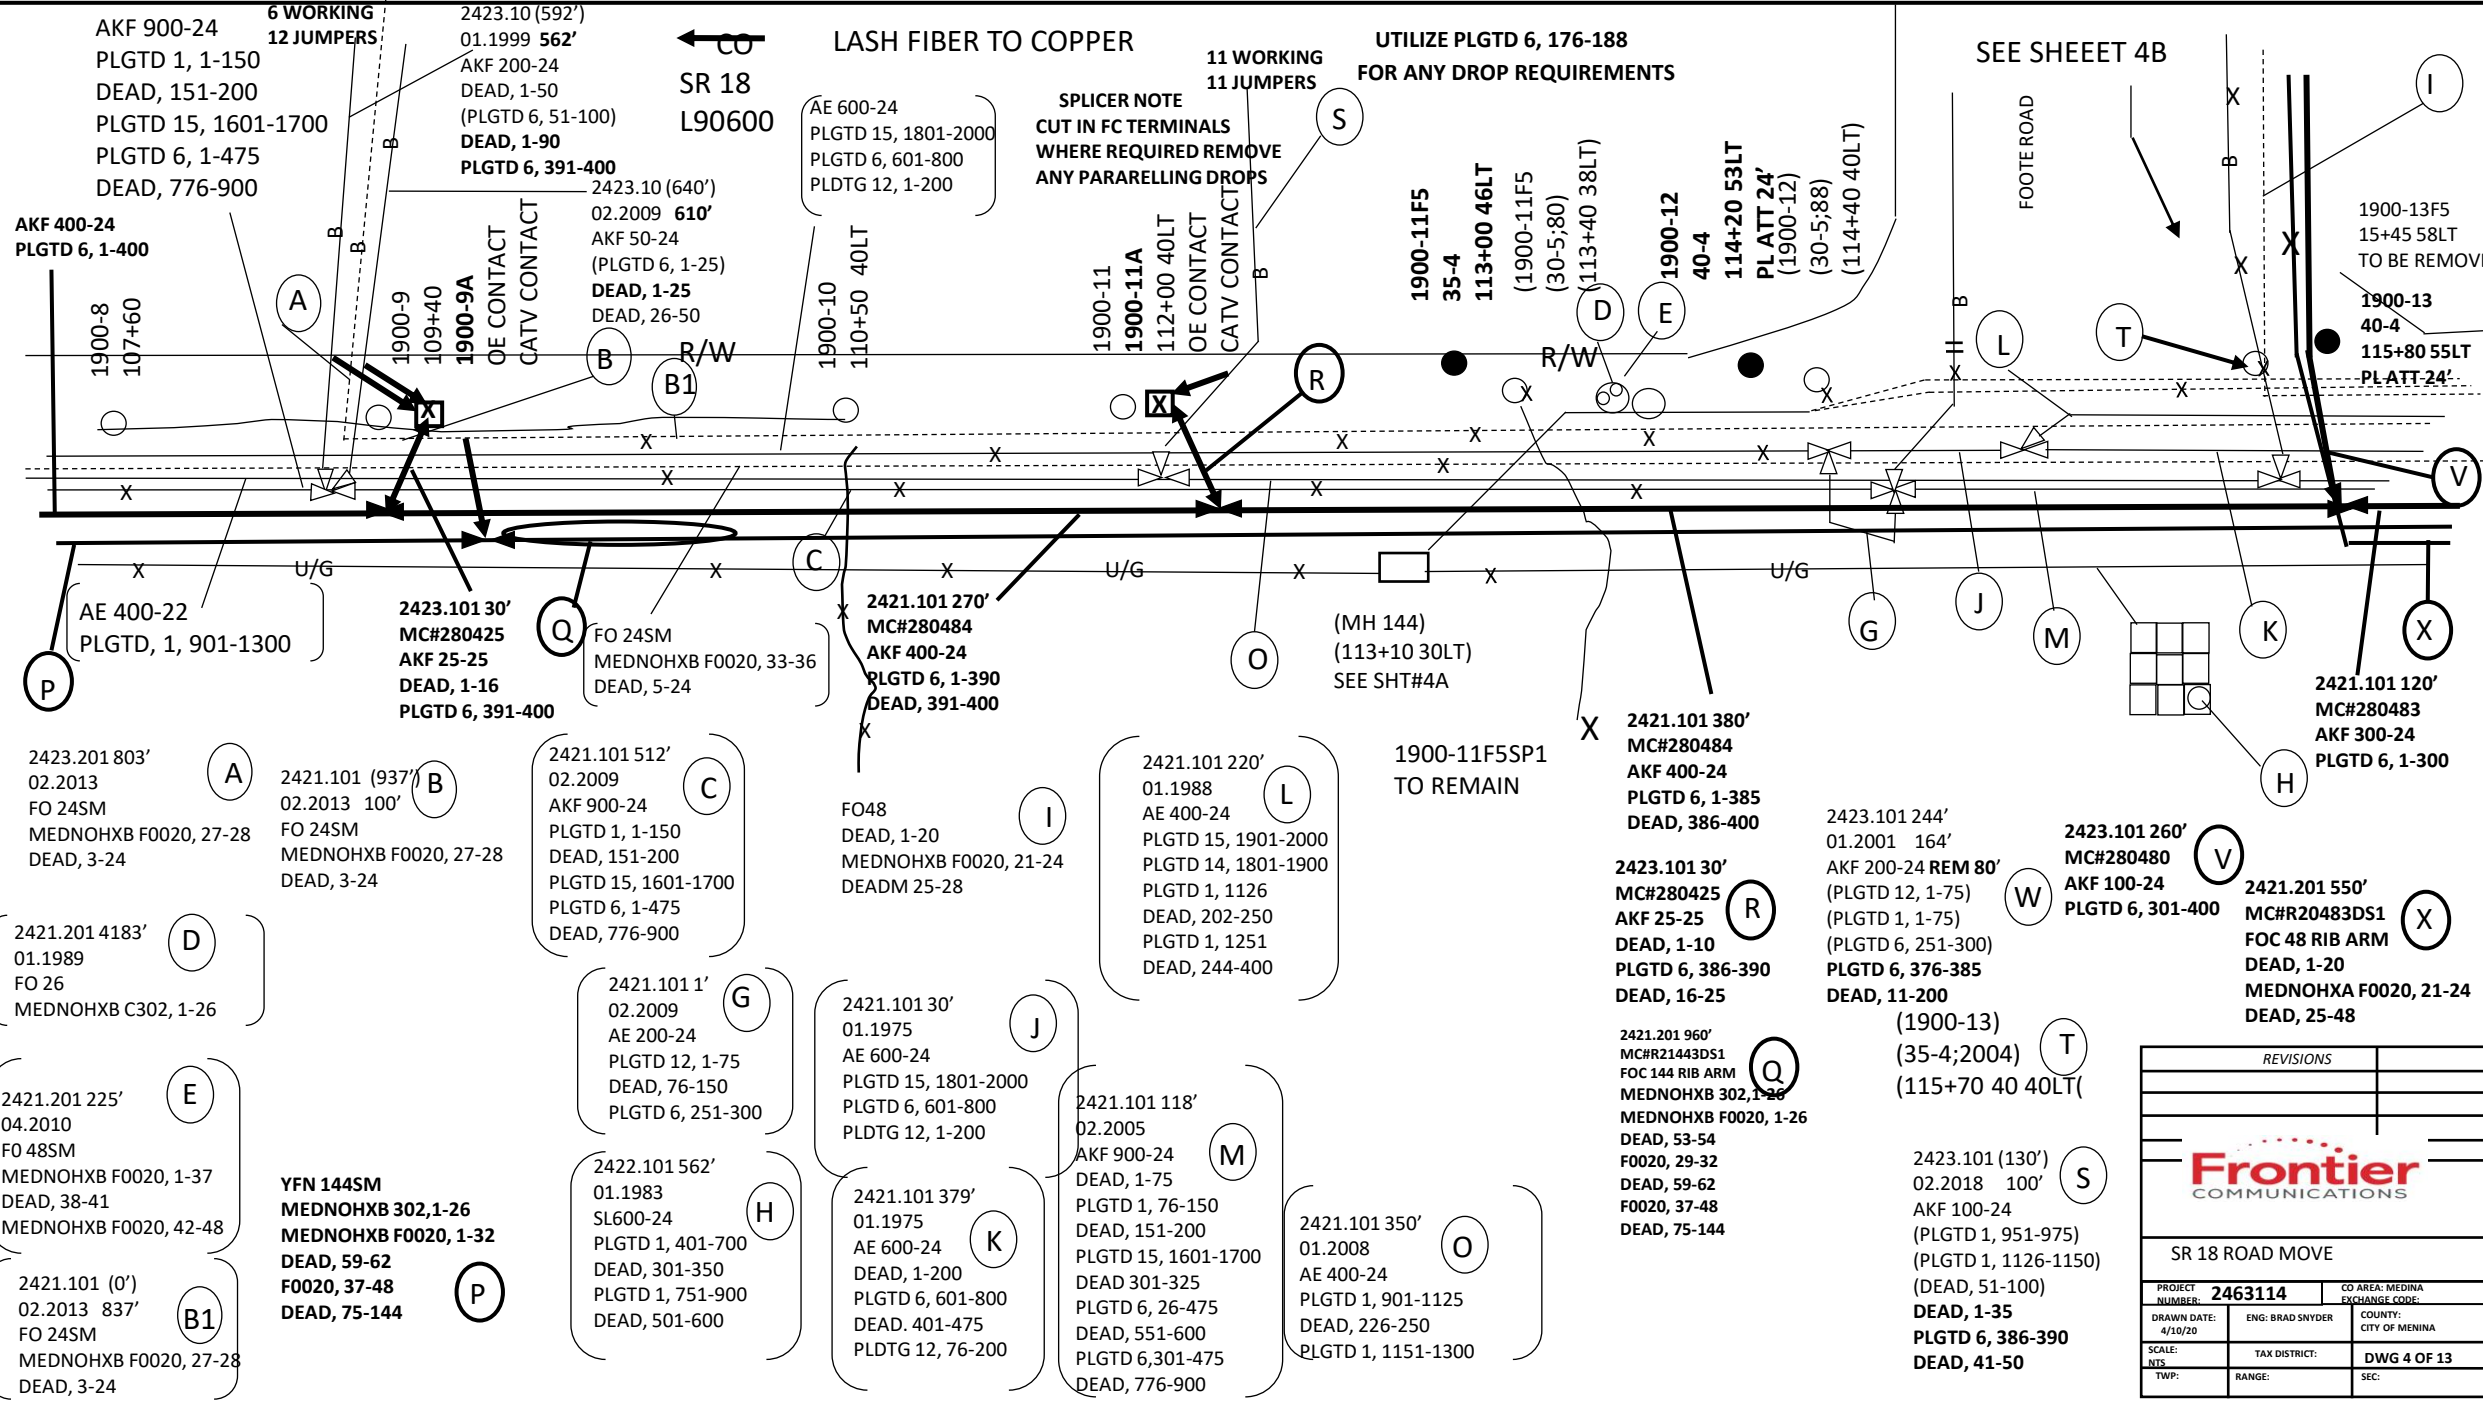 AKF 900-24
PLGTD 1, 1-150
DEAD, 151-200
PLGTD 15, 1601-1700
PLGTD 6, 1-475
DEAD, 776-900
6 WORKING
12 JUMPERS
2423.10 (592’)
01.1999 562’
AKF 200-24
DEAD, 1-50
(PLGTD 6, 51-100)
DEAD, 1-90
PLGTD 6, 391-400
CO
SR 18
L90600
LASH FIBER TO COPPER
AE 600-24
PLGTD 15, 1801-2000
PLGTD 6, 601-800
PLDTG 12, 1-200
SPLICER NOTE
CUT IN FC TERMINALS
WHERE REQUIRED REMOVE
ANY PARARELLING DROPS
11 WORKING
11 JUMPERS
UTILIZE PLGTD 6, 176-188
FOR ANY DROP REQUIREMENTS
SEE SHEEET 4B
AKF 400-24
PLGTD 6, 1-400
2423.10 (640’)
02.2009 610’
AKF 50-24
(PLGTD 6, 1-25)
DEAD, 1-25
DEAD, 26-50
1900-8
107+60
1900-9
109+40
1900-9A
OE CONTACT
CATV CONTACT
1900-10
110+50 40LT
1900-11
1900-11A
112+00 40LT
OE CONTACT
CATV CONTACT
1900-11F5
35-4
113+00 46LT
(1900-11F5
(30-5;80)
(113+40 38LT)
1900-12
40-4
114+20 53LT
PL ATT 24’
(1900-12)
(30-5;88)
(114+40 40LT)
FOOTE ROAD
1900-13F5
15+45 58LT
TO BE REMOVE
1900-13
40-4
115+80 55LT
PL ATT 24’
A
B
B1
R/W
S
R
R/W
D
E
L
T
I
V
X
B
U/G
U/G
U/G
C
Q
P
O
G
J
M
K
X
H
AE 400-22
PLGTD, 1, 901-1300
2423.101 30’
MC#280425
AKF 25-25
DEAD, 1-16
PLGTD 6, 391-400
FO 24SM
MEDNOHXB F0020, 33-36
DEAD, 5-24
2421.101 270’
MC#280484
AKF 400-24
PLGTD 6, 1-390
DEAD, 391-400
(MH 144)
(113+10 30LT)
SEE SHT#4A
1900-11F5SP1
TO REMAIN
2421.101 380’
MC#280484
AKF 400-24
PLGTD 6, 1-385
DEAD, 386-400
2421.101 120’
MC#280483
AKF 300-24
PLGTD 6, 1-300
2423.201 803’
02.2013
FO 24SM
MEDNOHXB F0020, 27-28
DEAD, 3-24
A
2421.101 (937’)
02.2013 100’
FO 24SM
MEDNOHXB F0020, 27-28
DEAD, 3-24
B
2421.101 512’
02.2009
AKF 900-24
PLGTD 1, 1-150
DEAD, 151-200
PLGTD 15, 1601-1700
PLGTD 6, 1-475
DEAD, 776-900
C
FO48
DEAD, 1-20
MEDNOHXB F0020, 21-24
DEADM 25-28
I
2421.101 220’
01.1988
AE 400-24
PLGTD 15, 1901-2000
PLGTD 14, 1801-1900
PLGTD 1, 1126
DEAD, 202-250
PLGTD 1, 1251
DEAD, 244-400
L
2423.101 30’
MC#280425
AKF 25-25
DEAD, 1-10
PLGTD 6, 386-390
DEAD, 16-25
R
2423.101 244’
01.2001 164’
AKF 200-24 REM 80’
(PLGTD 12, 1-75)
(PLGTD 1, 1-75)
(PLGTD 6, 251-300)
PLGTD 6, 376-385
DEAD, 11-200
W
2423.101 260’
MC#280480
AKF 100-24
PLGTD 6, 301-400
V
2421.201 550’
MC#R20483DS1
FOC 48 RIB ARM
DEAD, 1-20
MEDNOHXA F0020, 21-24
DEAD, 25-48
X
2421.201 4183’
01.1989
FO 26
MEDNOHXB C302, 1-26
D
2421.101 1’
02.2009
AE 200-24
PLGTD 12, 1-75
DEAD, 76-150
PLGTD 6, 251-300
G
2421.101 30’
01.1975
AE 600-24
PLGTD 15, 1801-2000
PLGTD 6, 601-800
PLDTG 12, 1-200
J
2421.201 960’
MC#R21443DS1
FOC 144 RIB ARM
MEDNOHXB 302,1-26
MEDNOHXB F0020, 1-26
DEAD, 53-54
F0020, 29-32
DEAD, 59-62
F0020, 37-48
DEAD, 75-144
Q
(1900-13)
(35-4;2004)
(115+70 40 40LT(
T
2421.201 225’
04.2010
F0 48SM
MEDNOHXB F0020, 1-37
DEAD, 38-41
MEDNOHXB F0020, 42-48
E
YFN 144SM
MEDNOHXB 302,1-26
MEDNOHXB F0020, 1-32
DEAD, 59-62
F0020, 37-48
DEAD, 75-144
P
2422.101 562’
01.1983
SL600-24
PLGTD 1, 401-700
DEAD, 301-350
PLGTD 1, 751-900
DEAD, 501-600
H
2421.101 379’
01.1975
AE 600-24
DEAD, 1-200
PLGTD 6, 601-800
DEAD. 401-475
PLDTG 12, 76-200
K
2421.101 118’
02.2005
AKF 900-24
DEAD, 1-75
PLGTD 1, 76-150
DEAD, 151-200
PLGTD 15, 1601-1700
DEAD 301-325
PLGTD 6, 26-475
DEAD, 551-600
PLGTD 6,301-475
DEAD, 776-900
M
2421.101 350’
01.2008
AE 400-24
PLGTD 1, 901-1125
DEAD, 226-250
PLGTD 1, 1151-1300
O
2423.101 (130’)
02.2018 100’
AKF 100-24
(PLGTD 1, 951-975)
(PLGTD 1, 1126-1150)
(DEAD, 51-100)
DEAD, 1-35
PLGTD 6, 386-390
DEAD, 41-50
S
2421.101 (0’)
02.2013 837’
FO 24SM
MEDNOHXB F0020, 27-28
DEAD, 3-24
B1
REVISIONS
Frontier
COMMUNICATIONS
SR 18 ROAD MOVE
PROJECT NUMBER: 2463114
CO AREA: MEDINA
EXCHANGE CODE:
DRAWN DATE: 4/10/20
ENG: BRAD SNYDER
COUNTY:
CITY OF MENINA
SCALE: NTS
TAX DISTRICT:
DWG 4 OF 13
TWP:
RANGE:
SEC: